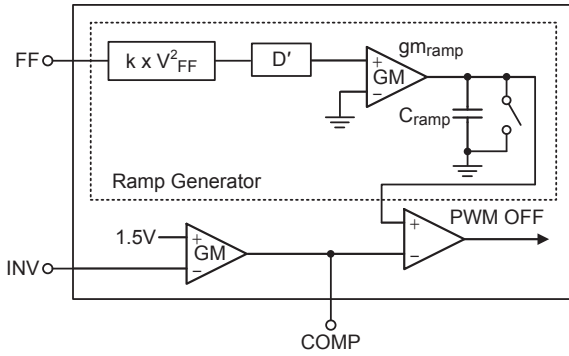 FF
k x V²FF
D'
+
GM
−
gmramp
Cramp
Ramp Generator
1.5V
+
GM
−
INV
+
−
PWM OFF
COMP